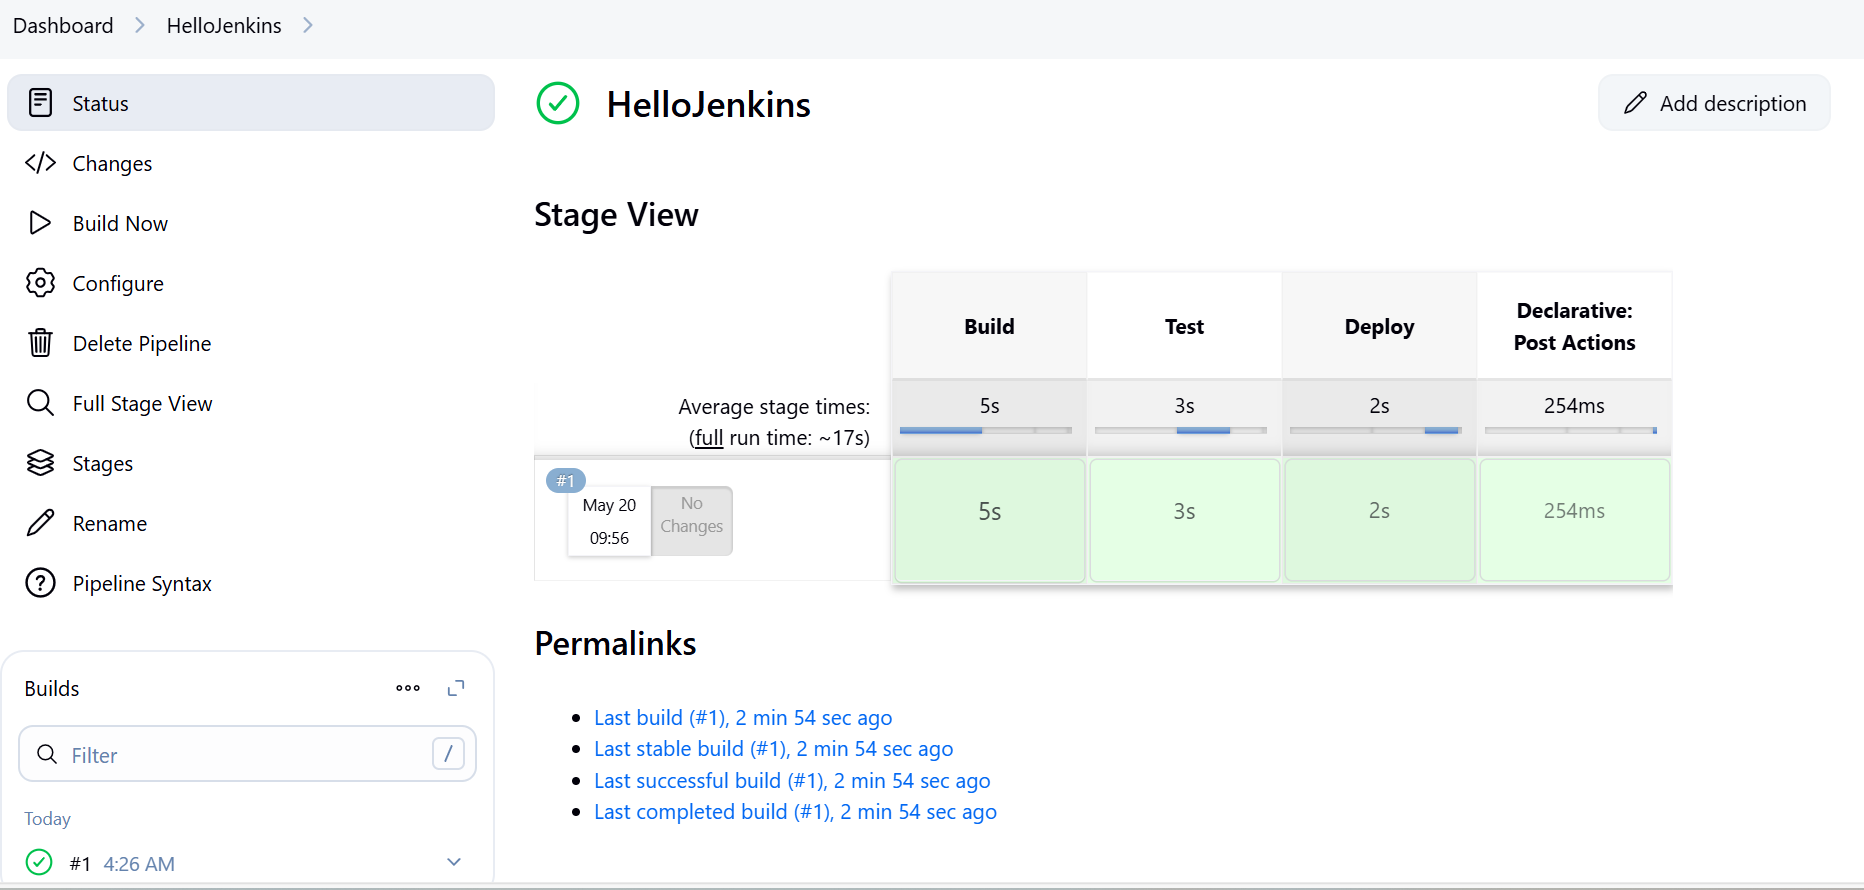 Dashboard > HelloJenkins >
Status
Changes
Build Now
Configure
Delete Pipeline
Full Stage View
Stages
Rename
Pipeline Syntax
Builds
Filter /
Today
#1 4:26 AM
HelloJenkins
Add description
Stage View
Build Test Deploy Declarative:
Post Actions
Average stage times:
(full run time: ~17s)
5s 3s 2s 254ms
#1
May 20
09:56
No
Changes
5s 3s 2s 254ms
Permalinks
Last build (#1), 2 min 54 sec ago
Last stable build (#1), 2 min 54 sec ago
Last successful build (#1), 2 min 54 sec ago
Last completed build (#1), 2 min 54 sec ago